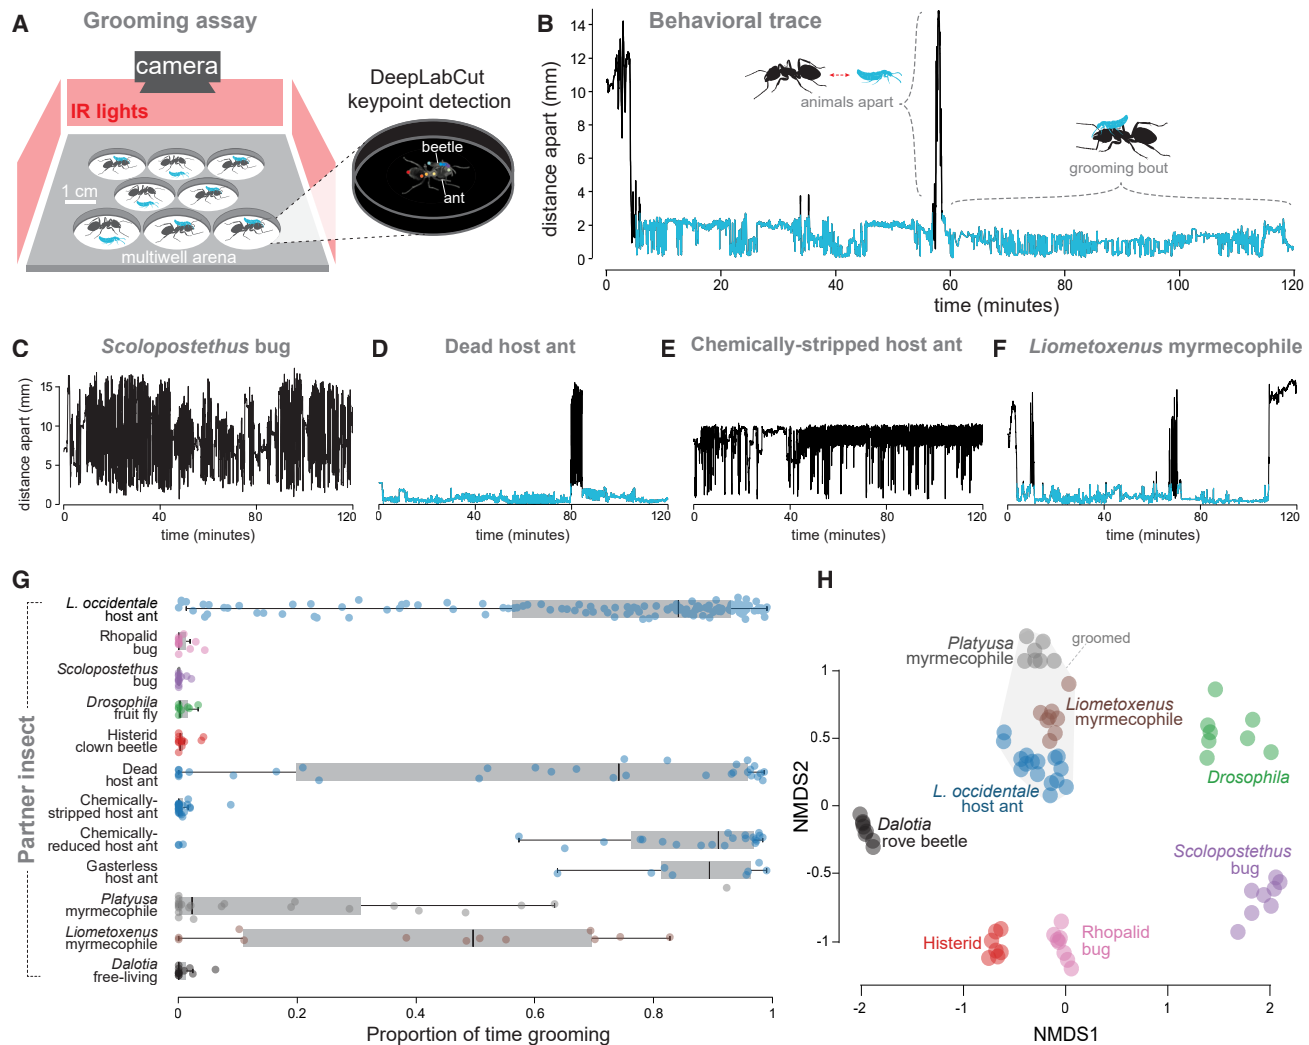 A
Grooming assay
camera
IR lights
1 cm
multiwell arena
DeepLabCut
keypoint detection
beetle
ant
B
Behavioral trace
distance apart (mm)
14
12
10
8
6
4
2
0
animals apart
grooming bout
0
20
40
60
80
100
120
time (minutes)
C
Scolopostethus bug
distance apart (mm)
15
10
5
0
0
40
80
120
time (minutes)
D
Dead host ant
0
40
80
120
time (minutes)
E
Chemically-stripped host ant
0
40
80
120
time (minutes)
F
Liometoxenus myrmecophile
0
40
80
120
time (minutes)
G
Partner insect
L. occidentale
host ant
Rhopalid
bug
Scolopostethus
bug
Drosophila
fruit fly
Histerid
clown beetle
Dead
host ant
Chemically-
stripped host ant
Chemically-
reduced host ant
Gasterless
host ant
Platyusa
myrmecophile
Liometoxenus
myrmecophile
Dalotia
free-living
0
0.2
0.4
0.6
0.8
1
Proportion of time grooming
H
NMDS2
1
0.5
0
-0.5
-1
Platyusa
myrmecophile
groomed
Liometoxenus
myrmecophile
L. occidentale
host ant
Drosophila
Dalotia
rove beetle
Scolopostethus
bug
Histerid
Rhopalid
bug
-2
-1
0
1
2
NMDS1